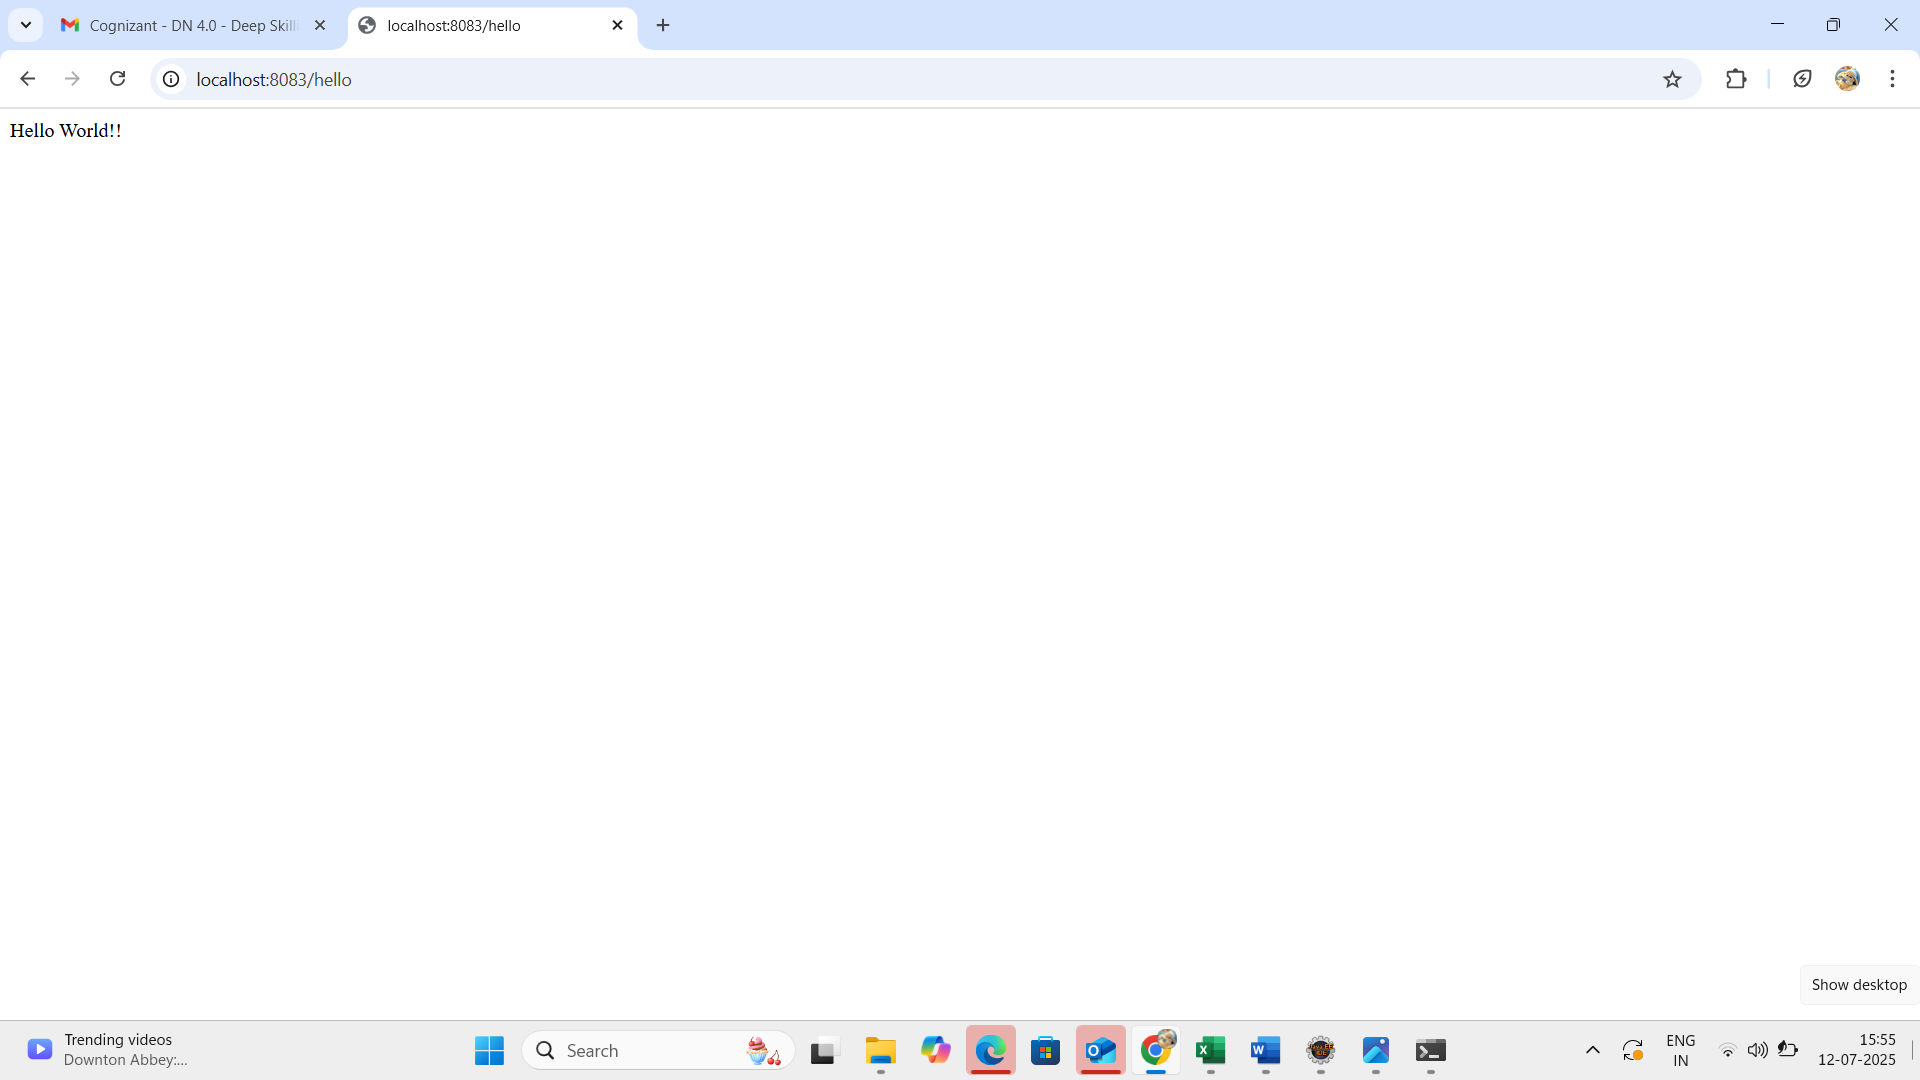 Cognizant - DN 4.0 - Deep Skill
localhost:8083/hello
localhost:8083/hello
Hello World!!
Show desktop
Trending videos
Downton Abbey:...
Search
ENG
IN
15:55
12-07-2025